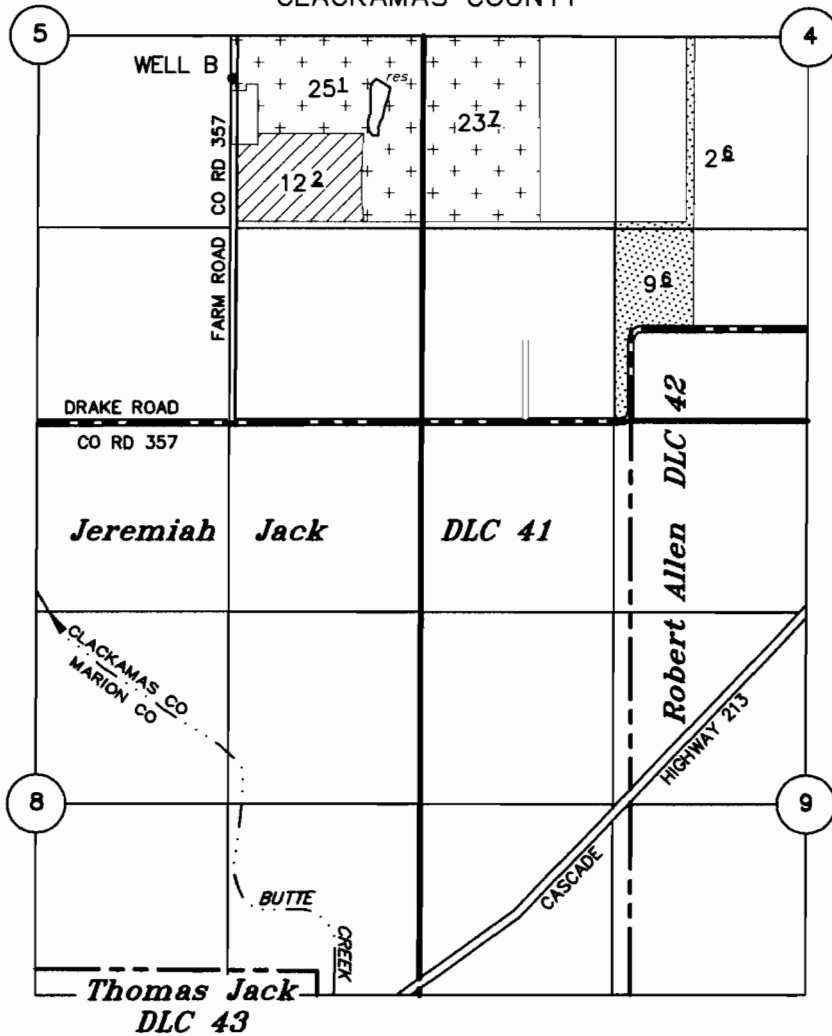 CLACKAMAS COUNTY
5
4
WELL B
res
25 1
23 7
CO RD 357
2 6
12 2
FARM ROAD
9 6
DRAKE ROAD
CO RD 357
Jeremiah Jack DLC 41
Robert Allen DLC 42
CLACKAMAS CO
MARION CO
HIGHWAY 213
8
9
CASCADE
BUTTE
CREEK
Thomas Jack
DLC 43